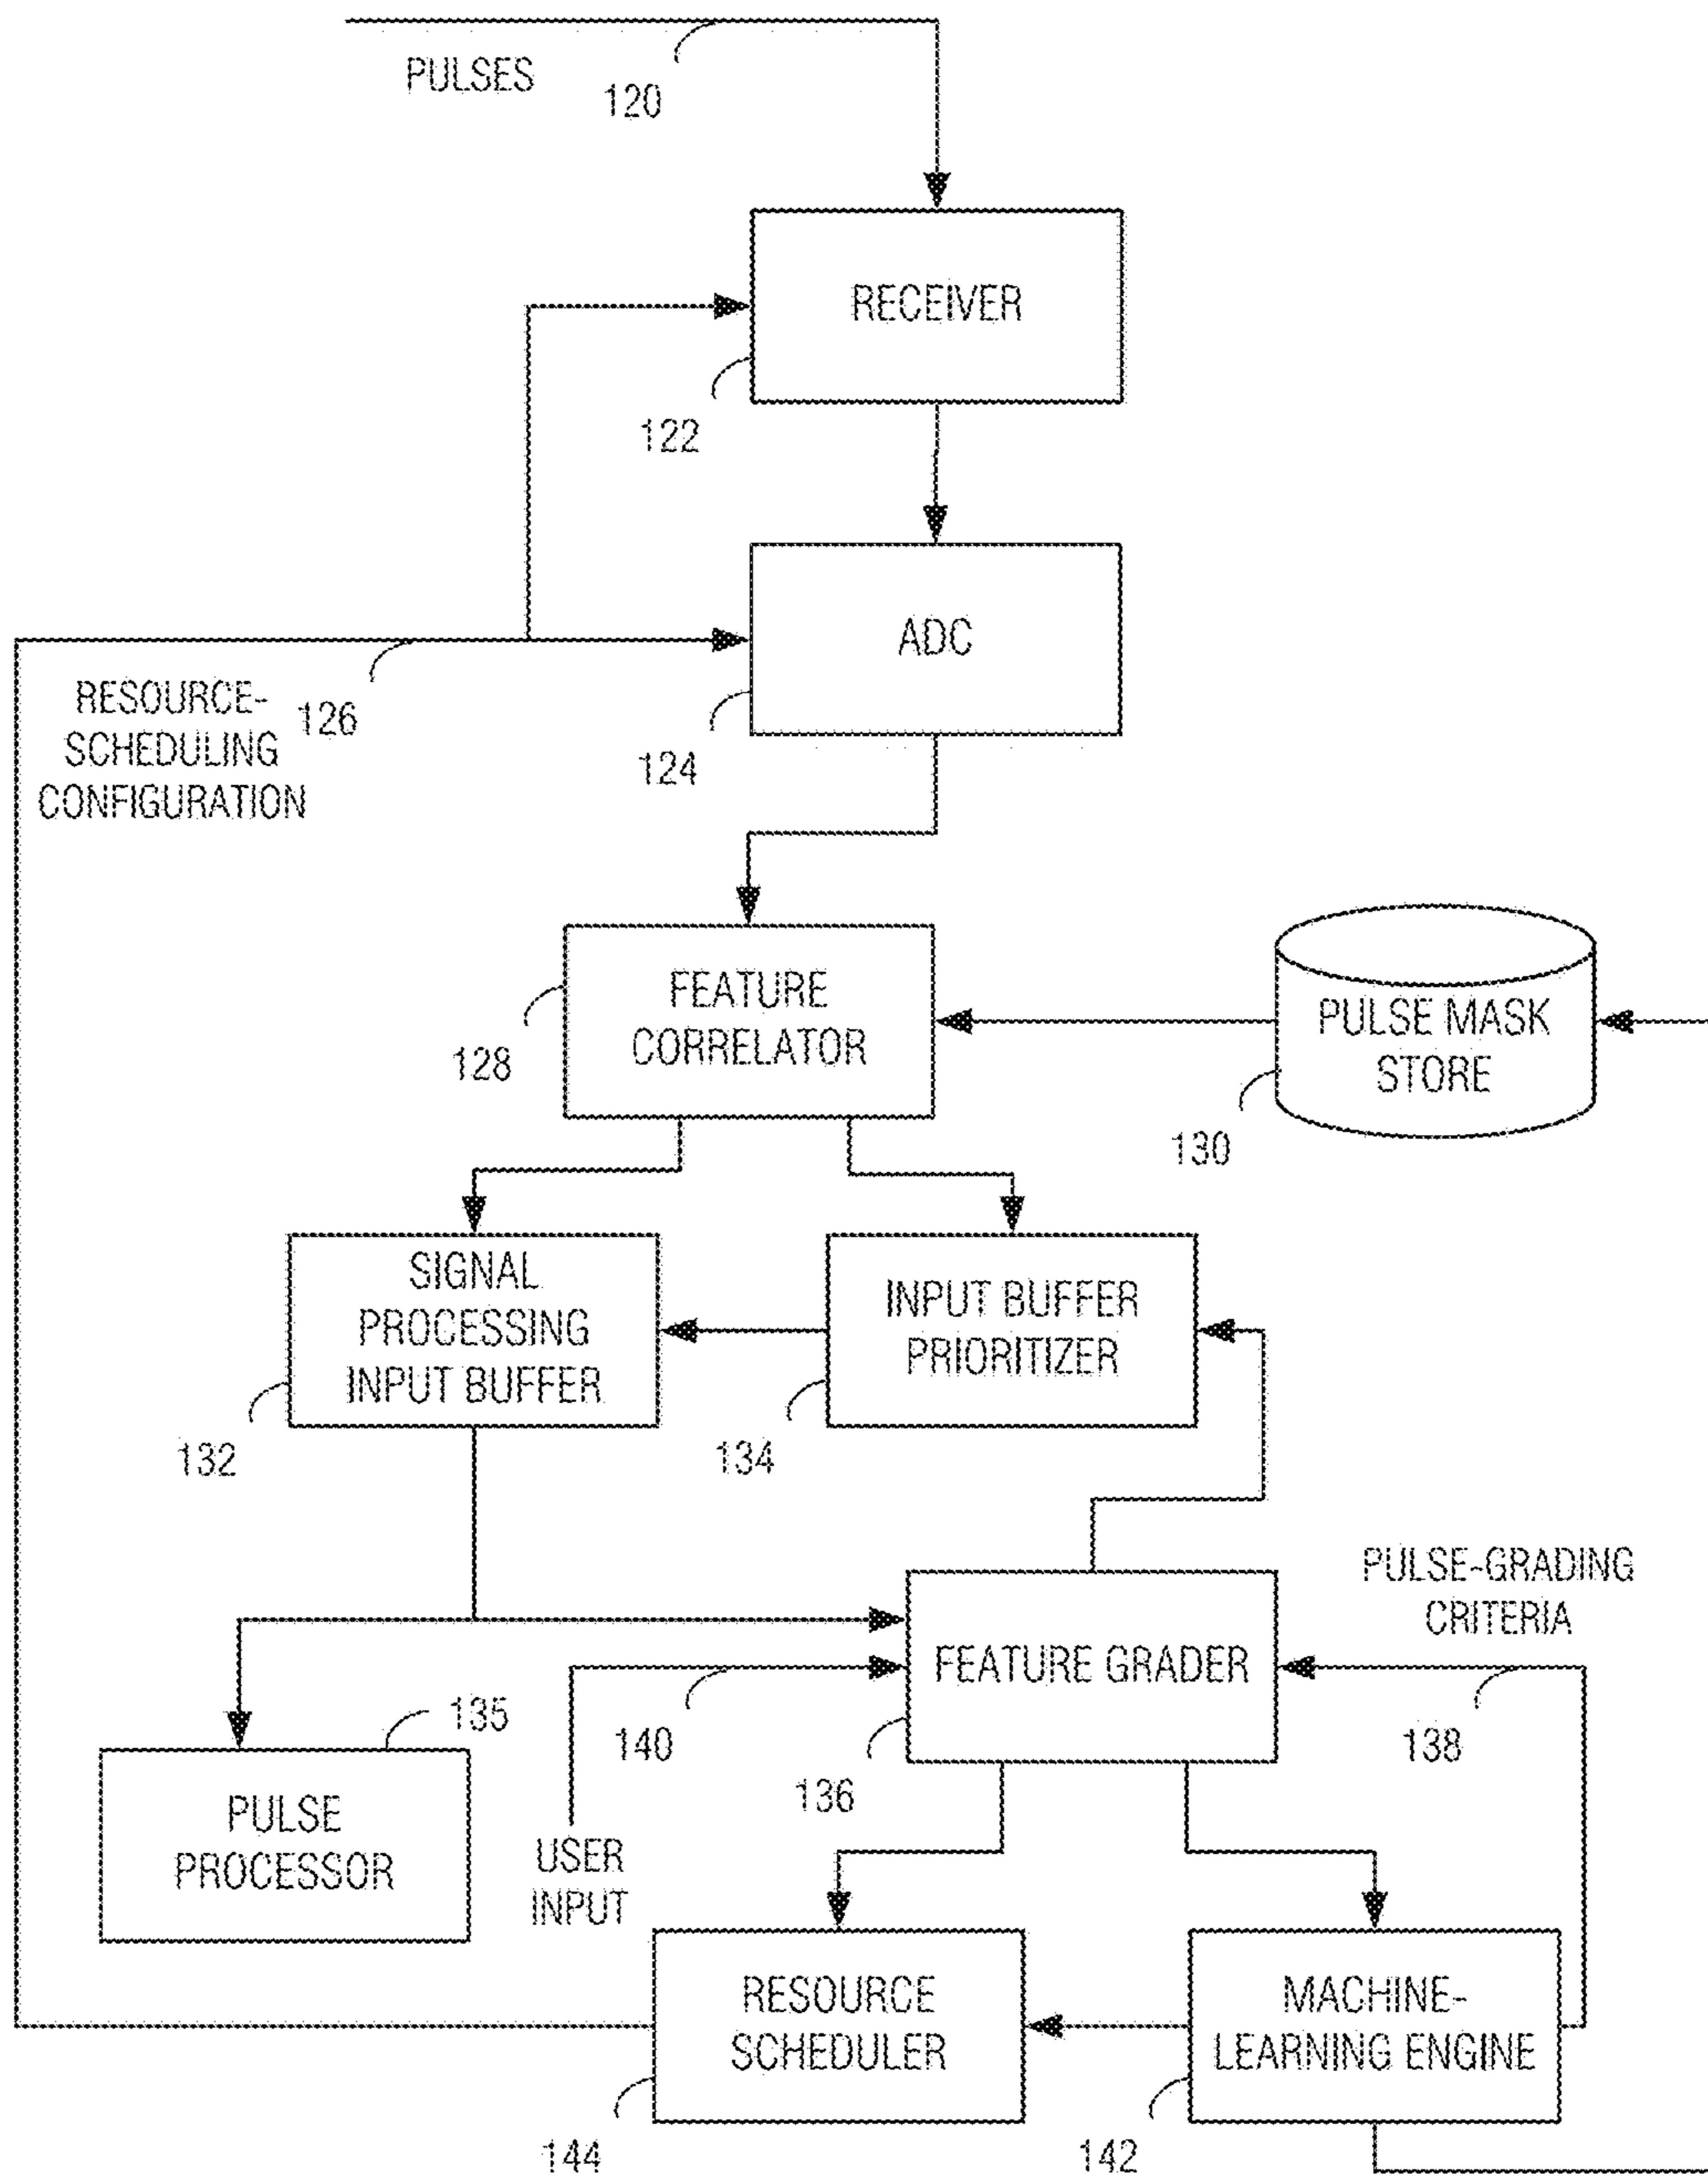 PULSES
120
RECEIVER
122
ADC
RESOURCE-
SCHEDULING
CONFIGURATION
126
124
FEATURE
CORRELATOR
128
PULSE MASK
STORE
130
SIGNAL
PROCESSING
INPUT BUFFER
132
INPUT BUFFER
PRIORITIZER
134
PULSE-GRADING
CRITERIA
FEATURE GRADER
135
140
136
138
PULSE
PROCESSOR
USER
INPUT
RESOURCE
SCHEDULER
144
MACHINE-
LEARNING ENGINE
142